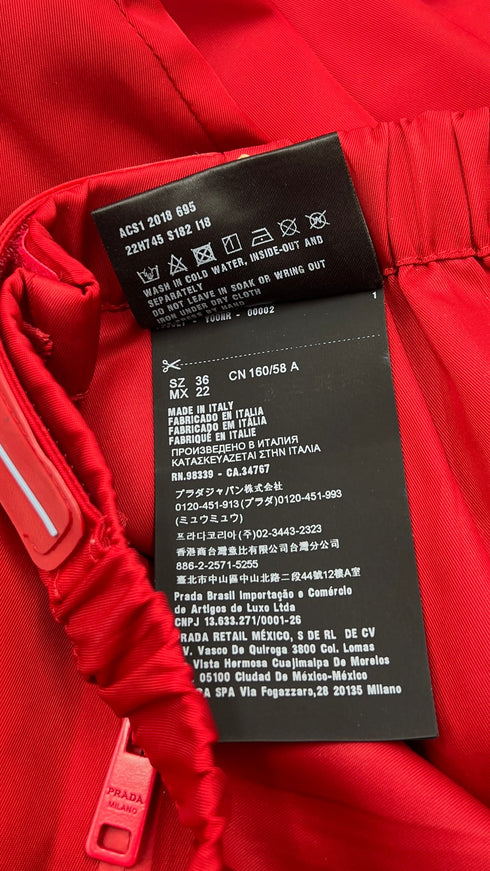 ACS1 2018 695
22H745 S182 I18
WASH IN COLD WATER, INSIDE-OUT AND
SEPARATELY
DO NOT LEAVE IN SOAK OR WRING OUT
IRON UNDER DRY CLOTH
PRESS BY HAND
00002
1
SZ 36 CN 160/58 A
MX 22
MADE IN ITALY
FABRICADO EN ITALIA
FABRICADO EM ITÁLIA
FABRIQUÉ EN ITALIE
ПРОИЗВЕДЕНО В ИТАЛИЯ
ΚΑΤΑΣΚΕΥΑΖΕΤΑΙ ΣΤΗΝ ΙΤΑΛΙΑ
RN.98339 - CA.34767
プラダジャパン(株)
0120-451-913(プラダ)0120-451-993
(ミュウミュウ)
프라다코리아(주)02-3443-2323
香港商台灣意比有限公司台灣分公司
886-2-2571-5255
臺北市中山區中山北路二段44號12樓A室
Prada Brasil Importação e Comércio
de Artigos de Luxo Ltda
CNPJ 13.633.271/0001-26
PRADA RETAIL MÉXICO, S DE RL DE CV
V. Vasco De Quiroga 3800 Col. Lomas
Vista Hermosa Cuajimalpa De Morelos
05100 Ciudad De México-México
SPA Via Fogazzaro,28 20135 Milano
PRADA
MILANO